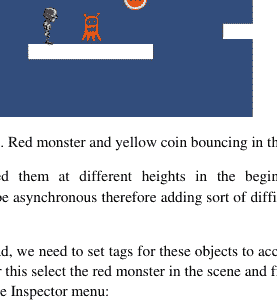 . Red monster and yellow coin bouncing in th
ed them at different heights in the begin
be asynchronous therefore adding sort of diffi
d, we need to set tags for these objects to acc
r this select the red monster in the scene and f
e Inspector menu: